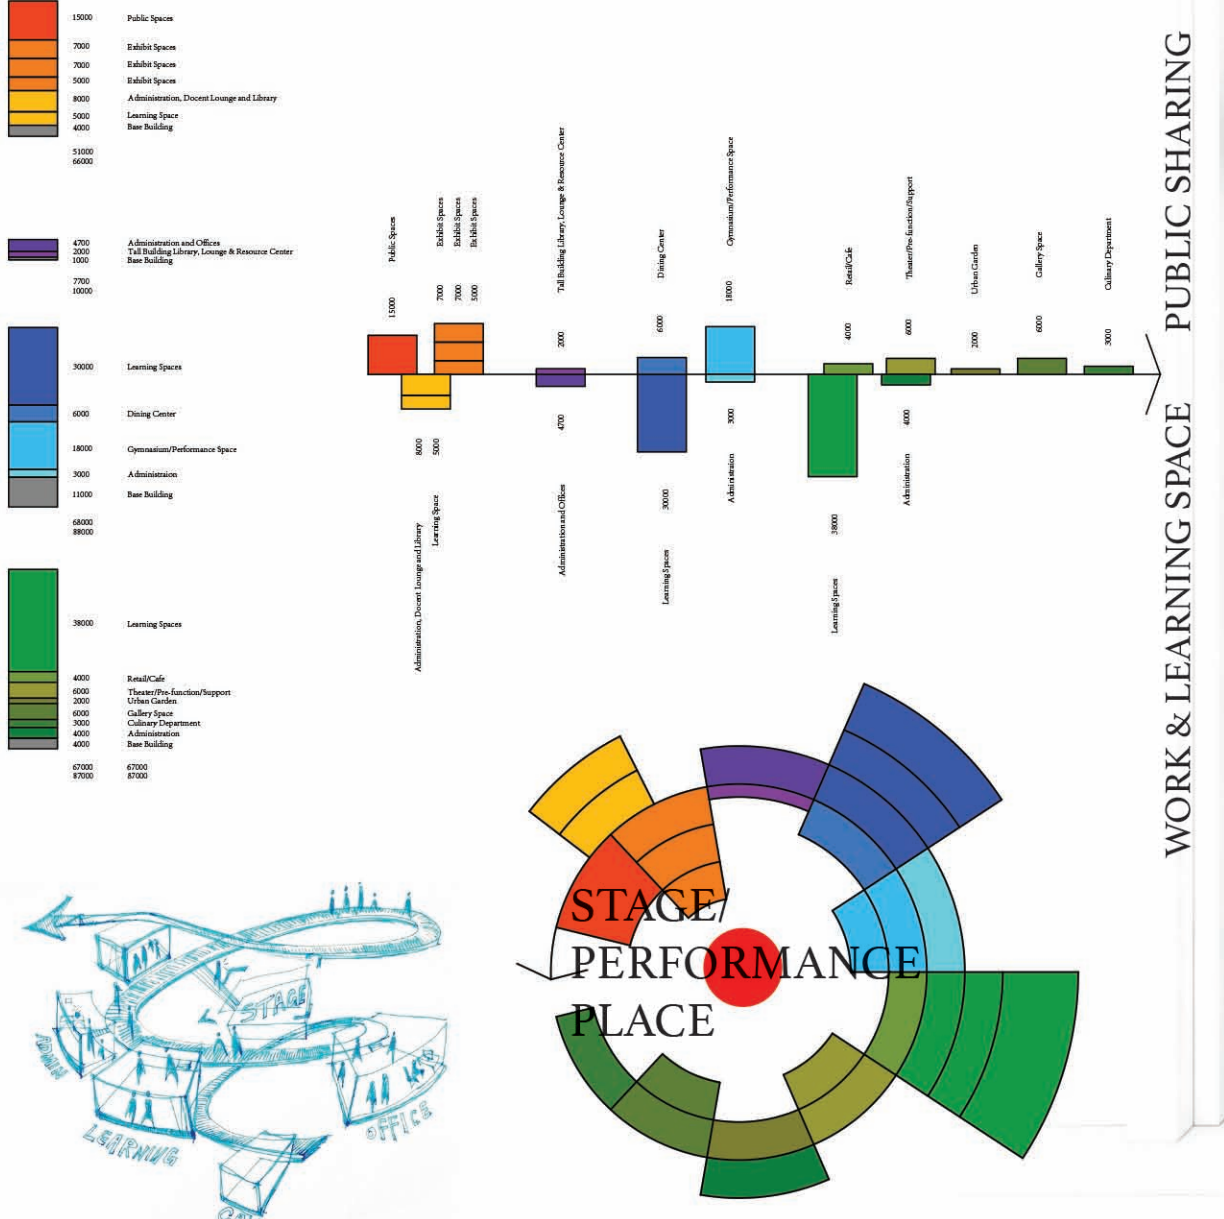 15000 Public Spaces
7000 Exhibit Spaces
7000 Exhibit Spaces
5000 Exhibit Spaces
8000 Administration, Docent Lounge and Library
5000 Learning Space
4000 Base Building
51000
66000
4700 Administration and Offices
2000 Tall Building Library, Lounge & Resource Center
1000 Base Building
7700
10000
30000 Learning Spaces
6000 Dining Center
18000 Gymnasium/Performance Space
3000 Administraion
11000 Base Building
68000
88000
38000 Learning Spaces
4000 Retail/Cafe
6000 Theater/Pre-function/Support
2000 Urban Garden
6000 Gallery Space
3000 Culinary Department
4000 Administration
4000 Base Building
67000 67000
87000 87000
15000 Public Spaces
7000 Exhibit Spaces
7000 Exhibit Spaces
5000 Exhibit Spaces
2000 Tall Building Library, Lounge & Resource Center
6000 Dining Center
18000 Gymnasium/Performance Space
4000 Retail/Cafe
6000 Theater/Pre-function/Support
2000 Urban Garden
6000 Gallery Space
3000 Culinary Department
Administration, Docent Lounge and Library 8000
Learning Space 5000
Administration and Offices 4700
Learning Spaces 30000
Administraion 3000
Learning Spaces 38000
Administration 4000
PUBLIC SHARING
WORK & LEARNING SPACE
STAGE/
PERFORMANCE
PLACE
STAGE
ADMIN
LEARNING
OFFICE